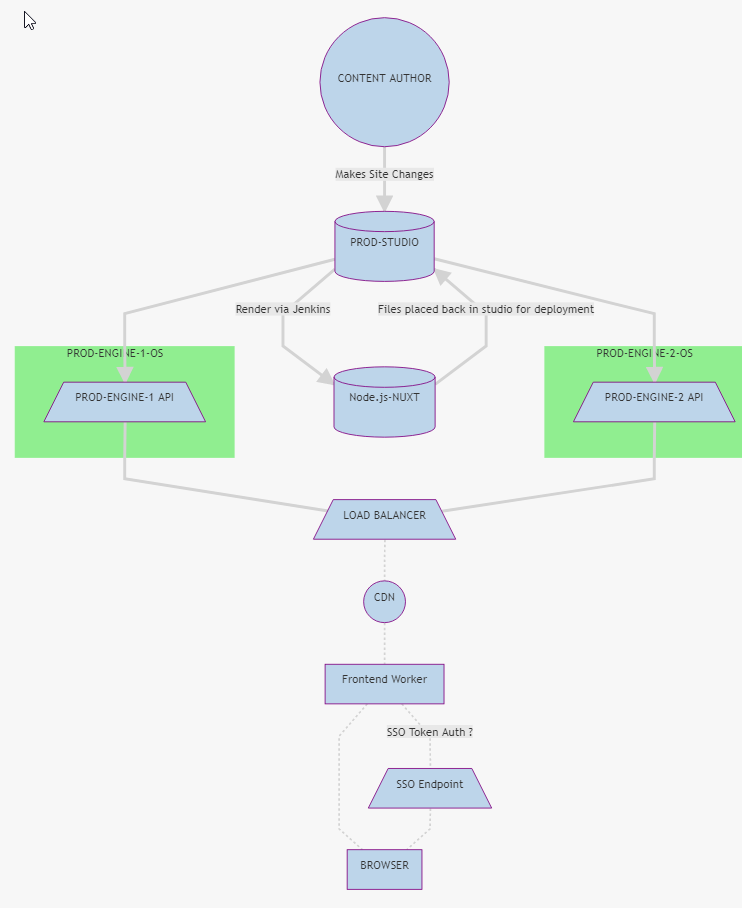 CONTENT AUTHOR
Makes Site Changes
PROD-STUDIO
Render via Jenkins
Files placed back in studio for deployment
PROD-ENGINE-1-OS
PROD-ENGINE-2-OS
PROD-ENGINE-1 API
Node.js-NUXT
PROD-ENGINE-2 API
LOAD BALANCER
CDN
Frontend Worker
SSO Token Auth ?
SSO Endpoint
BROWSER